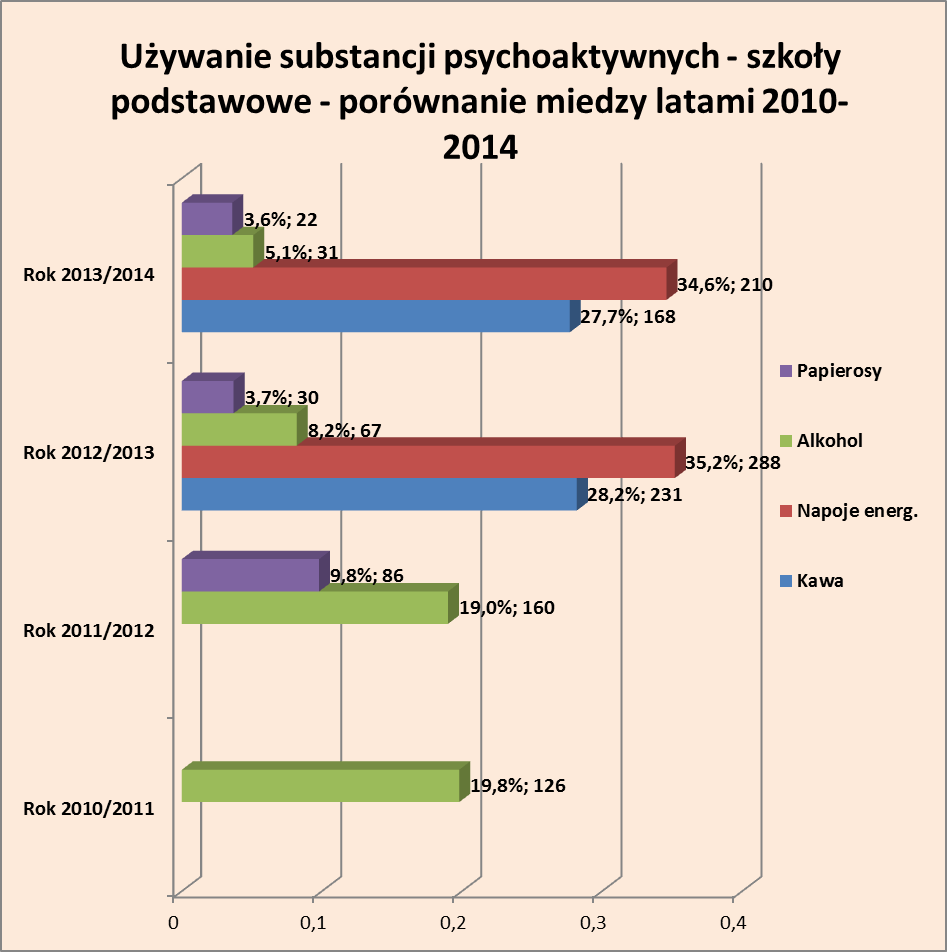 Używanie substancji psychoaktywnych - szkoły
podstawowe - porównanie miedzy latami 2010-
2014
3,6%; 22
5,1%; 31
Rok 2013/2014
34,6%; 210
27,7%; 168
3,7%; 30
8,2%; 67
Rok 2012/2013
35,2%; 288
28,2%; 231
9,8%; 86
19,0%; 160
Rok 2011/2012
19,8%; 126
Rok 2010/2011
0 0,1 0,2 0,3 0,4
Papierosy
Alkohol
Napoje energ.
Kawa